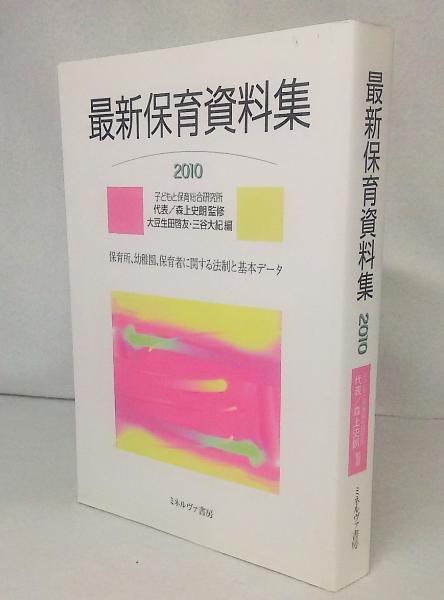 最新保育資料集
2010
子どもと保育総合研究所
代表／森上史朗 監修
大豆生田啓友・三谷大紀 編
保育所、幼稚園、保育者に関する法制と基本データ
ミネルヴァ書房
最新保育資料集 2010
代表／森上史朗 監修
ミネルヴァ書房